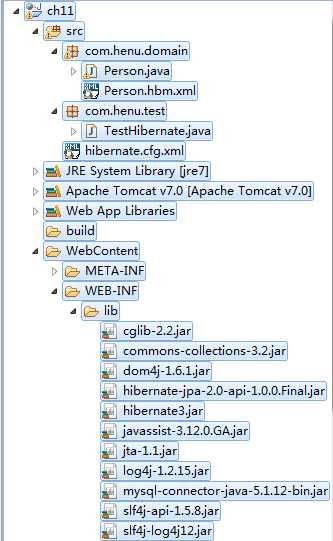 ch11
src
com.henu.domain
Person.java
Person.hbm.xml
com.henu.test
TestHibernate.java
hibernate.cfg.xml
JRE System Library [jre7]
Apache Tomcat v7.0 [Apache Tomcat v7.0]
Web App Libraries
build
WebContent
META-INF
WEB-INF
lib
cglib-2.2.jar
commons-collections-3.2.jar
dom4j-1.6.1.jar
hibernate-jpa-2.0-api-1.0.0.Final.jar
hibernate3.jar
javassist-3.12.0.GA.jar
jta-1.1.jar
log4j-1.2.15.jar
mysql-connector-java-5.1.12-bin.jar
slf4j-api-1.5.8.jar
slf4j-log4j12.jar